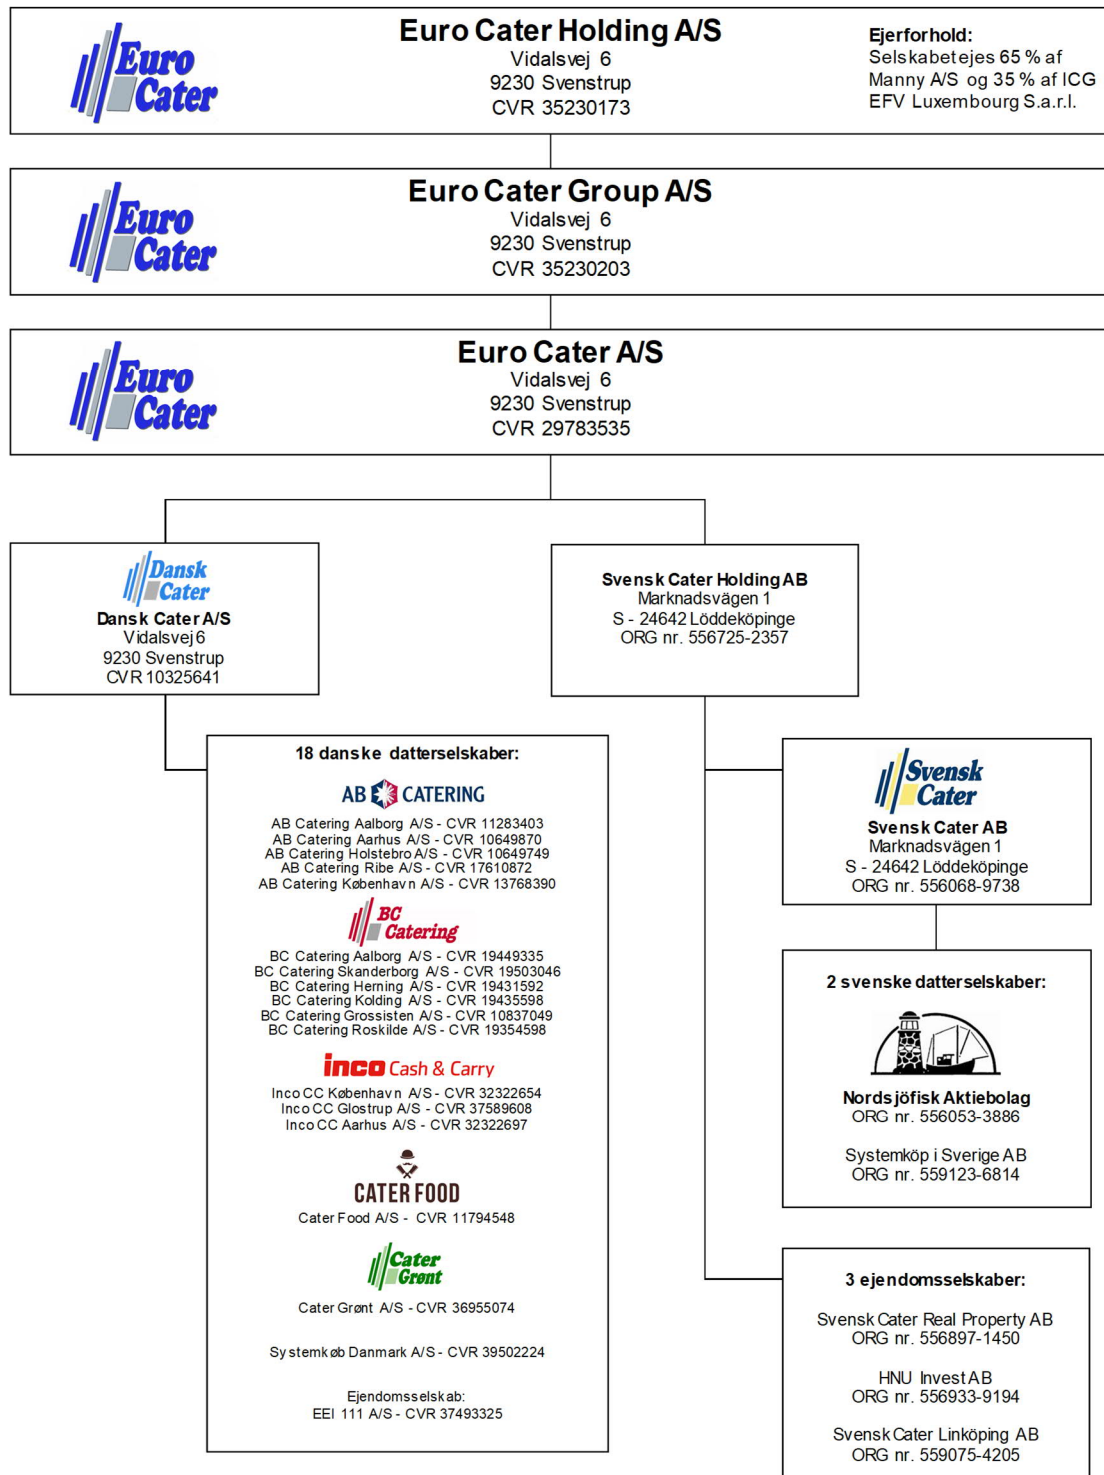 Euro
Cater
Euro Cater Holding A/S
Vidalsvej 6
9230 Svenstrup
CVR 35230173
Ejerforhold:
Selskabet ejes 65 % af
Manny A/S og 35 % af ICG
EFV Luxembourg S.a.r.l.
Euro
Cater
Euro Cater Group A/S
Vidalsvej 6
9230 Svenstrup
CVR 35230203
Euro
Cater
Euro Cater A/S
Vidalsvej 6
9230 Svenstrup
CVR 29783535
Dansk
Cater
Dansk Cater A/S
Vidalsvej 6
9230 Svenstrup
CVR 10325641
Svensk Cater Holding AB
Marknadsvägen 1
S - 24642 Löddeköpinge
ORG nr. 556725-2357
18 danske datterselskaber:
AB CATERING
AB Catering Aalborg A/S - CVR 11283403
AB Catering Aarhus A/S - CVR 10649870
AB Catering Holstebro A/S - CVR 10649749
AB Catering Ribe A/S - CVR 17610872
AB Catering København A/S - CVR 13768390
BC
Catering
BC Catering Aalborg A/S - CVR 19449335
BC Catering Skanderborg A/S - CVR 19503046
BC Catering Herning A/S - CVR 19431592
BC Catering Kolding A/S - CVR 19435598
BC Catering Grossisten A/S - CVR 10837049
BC Catering Roskilde A/S - CVR 19354598
inco Cash & Carry
Inco CC København A/S - CVR 32322654
Inco CC Glostrup A/S - CVR 37589608
Inco CC Aarhus A/S - CVR 32322697
CATER FOOD
Cater Food A/S - CVR 11794548
Cater
Grønt
Cater Grønt A/S - CVR 36955074
Systemkøb Danmark A/S - CVR 39502224
Ejendomsselskab:
EEI 111 A/S - CVR 37493325
Svensk
Cater
Svensk Cater AB
Marknadsvägen 1
S - 24642 Löddeköpinge
ORG nr. 556068-9738
2 svenske datterselskaber:
Nordsjöfisk Aktiebolag
ORG nr. 556053-3886
Systemköp i Sverige AB
ORG nr. 559123-6814
3 ejendomsselskaber:
Svensk Cater Real Property AB
ORG nr. 556897-1450
HNU Invest AB
ORG nr. 556933-9194
Svensk Cater Linköping AB
ORG nr. 559075-4205